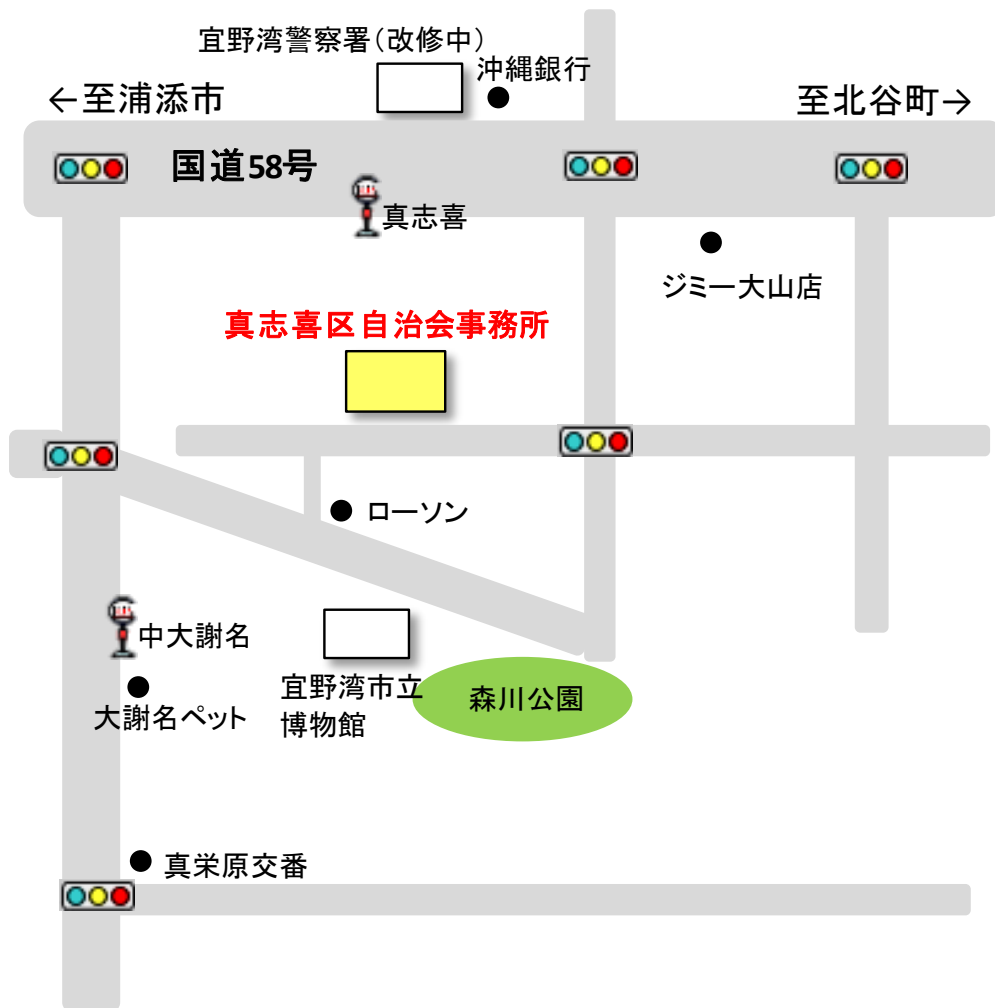 宜野湾警察署（改修中）
沖縄銀行
←至浦添市
至北谷町→
国道58号
真志喜
ジミー大山店
真志喜区自治会事務所
ローソン
中大謝名
大謝名ペット
宜野湾市立
博物館
森川公園
真栄原交番